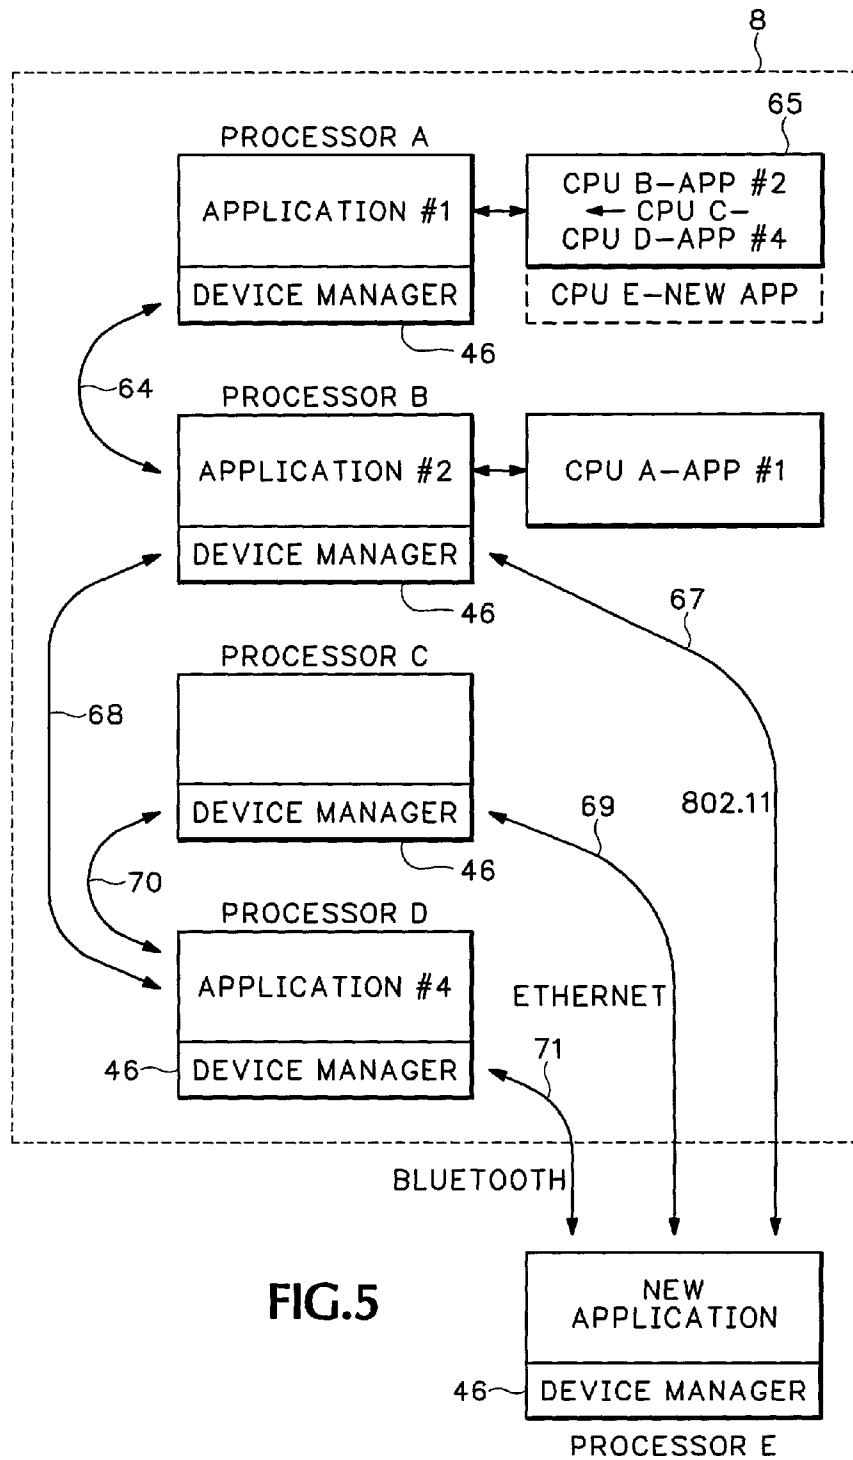 8
65
PROCESSOR A
APPLICATION #1
DEVICE MANAGER
46
CPU B-APP #2
← CPU C-
CPU D-APP #4
CPU E-NEW APP
64
PROCESSOR B
APPLICATION #2
DEVICE MANAGER
46
CPU A-APP #1
67
68
PROCESSOR C
DEVICE MANAGER
46
802.11
69
70
PROCESSOR D
APPLICATION #4
46
DEVICE MANAGER
ETHERNET
71
BLUETOOTH
FIG.5
NEW
APPLICATION
46
DEVICE MANAGER
PROCESSOR E